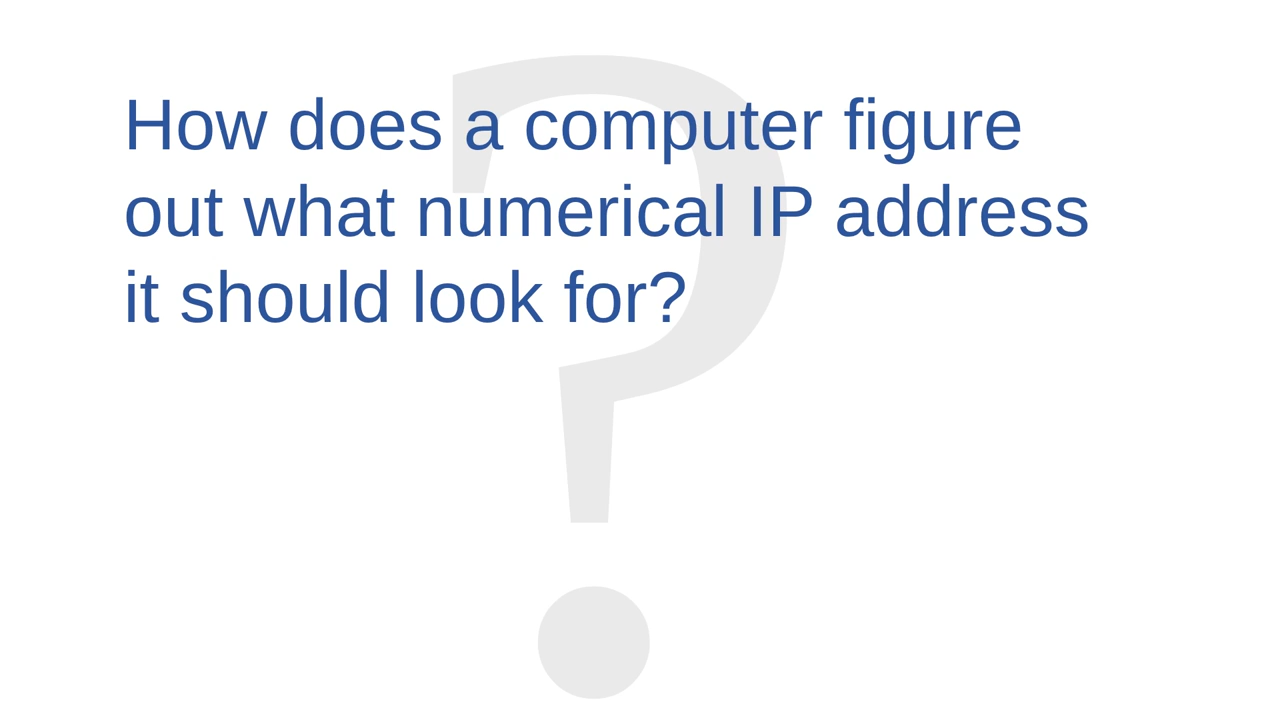 How does a computer figure
out what numerical IP address
it should look for?
?